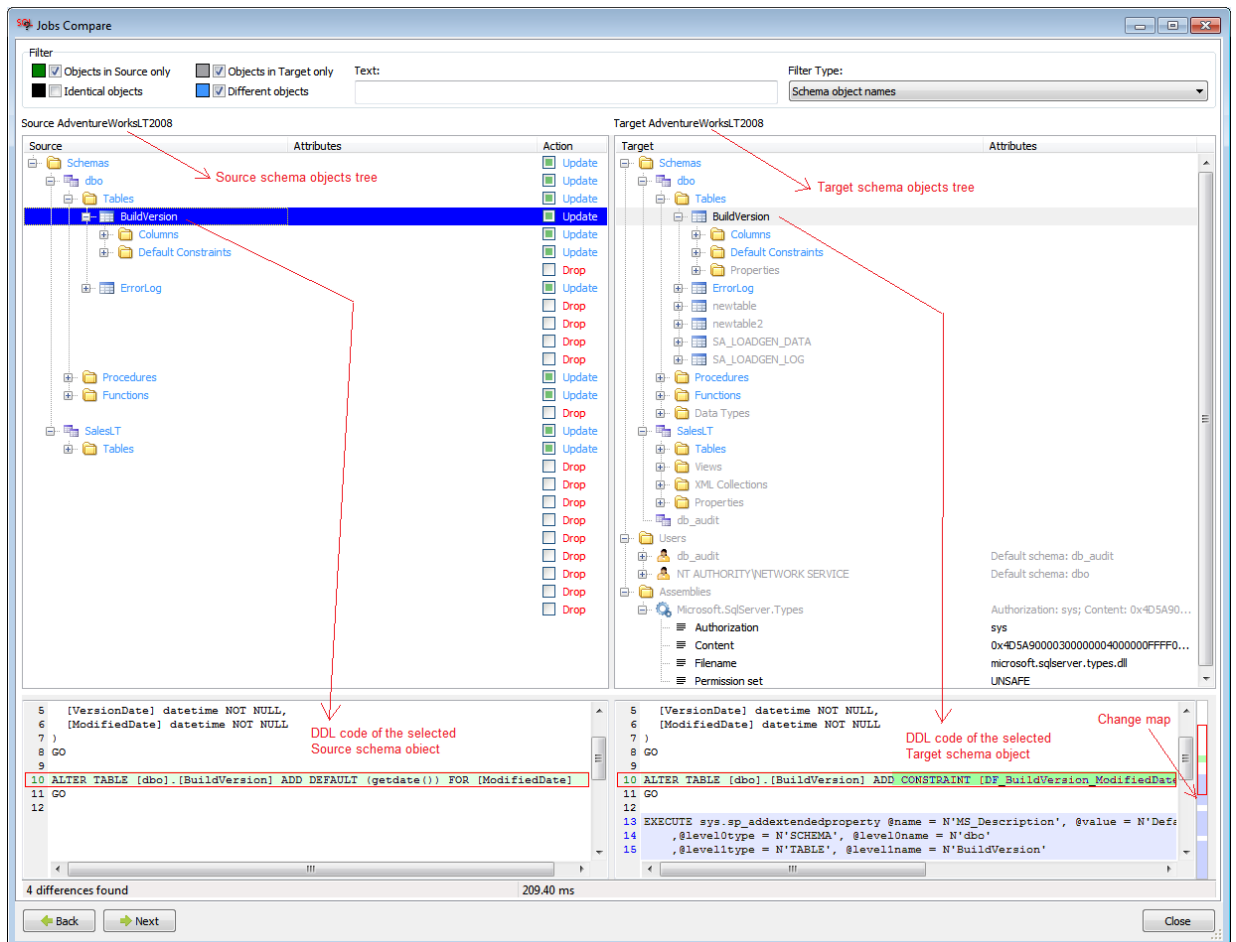 Jobs Compare
Filter
Objects in Source only
Objects in Target only
Text:
Filter Type:
Identical objects
Different objects
Schema object names
Source AdventureWorksLT2008
Target AdventureWorksLT2008
Source Attributes Action
Target Attributes
Schemas Update
Schemas
dbo Update
dbo
Source schema objects tree
Target schema objects tree
Tables Update
Tables
BuildVersion Update
BuildVersion
Columns Update
Columns
Default Constraints Update
Default Constraints
Drop
Properties
ErrorLog Update
ErrorLog
Drop
newtable
Drop
newtable2
Drop
SA_LOADGEN_DATA
Drop
SA_LOADGEN_LOG
Procedures Update
Procedures
Functions Update
Functions
Drop
Data Types
SalesLT Update
SalesLT
Tables Update
Tables
Drop
Views
Drop
XML Collections
Drop
Properties
Drop
db_audit
Drop
Users
Drop
db_audit Default schema: db_audit
Drop
NT AUTHORITY\NETWORK SERVICE Default schema: dbo
Drop
Assemblies
Drop
Microsoft.SqlServer.Types Authorization: sys; Content: 0x4D5A90...
Authorization sys
Content 0x4D5A90000300000004000000FFFF0...
Filename microsoft.sqlserver.types.dll
Permission set UNSAFE
5 [VersionDate] datetime NOT NULL,
6 [ModifiedDate] datetime NOT NULL
7 )
8 GO
9
10 ALTER TABLE [dbo].[BuildVersion] ADD DEFAULT (getdate()) FOR [ModifiedDate]
11 GO
12
DDL code of the selected
Source schema object
5 [VersionDate] datetime NOT NULL,
6 [ModifiedDate] datetime NOT NULL
7 )
8 GO
9
10 ALTER TABLE [dbo].[BuildVersion] ADD CONSTRAINT [DF_BuildVersion_ModifiedDate
11 GO
12
13 EXECUTE sys.sp_addextendedproperty @name = N'MS_Description', @value = N'Defa
14 ,@level0type = N'SCHEMA', @level0name = N'dbo'
15 ,@level1type = N'TABLE', @level1name = N'BuildVersion'
DDL code of the selected
Target schema object
Change map
4 differences found
209.40 ms
Back
Next
Close